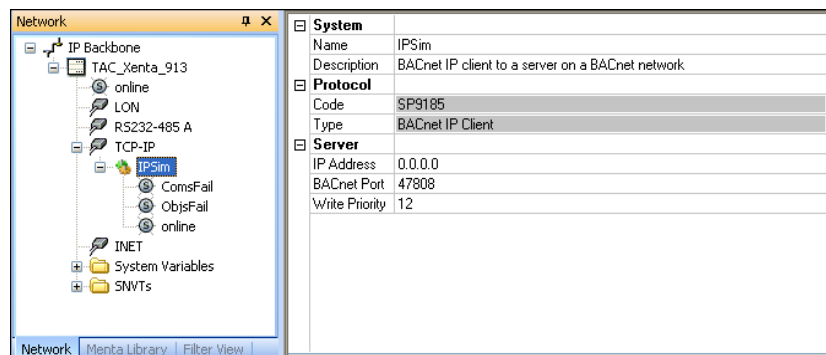 Network
IP Backbone
TAC_Xenta_913
online
LON
RS232-485 A
TCP-IP
IPSim
ComsFail
ObjsFail
online
INET
System Variables
SNVTs
Network Menta Library Filter View
System
Name IPSim
Description BACnet IP client to a server on a BACnet network
Protocol
Code SP9185
Type BACnet IP Client
Server
IP Address 0.0.0.0
BACnet Port 47808
Write Priority 12